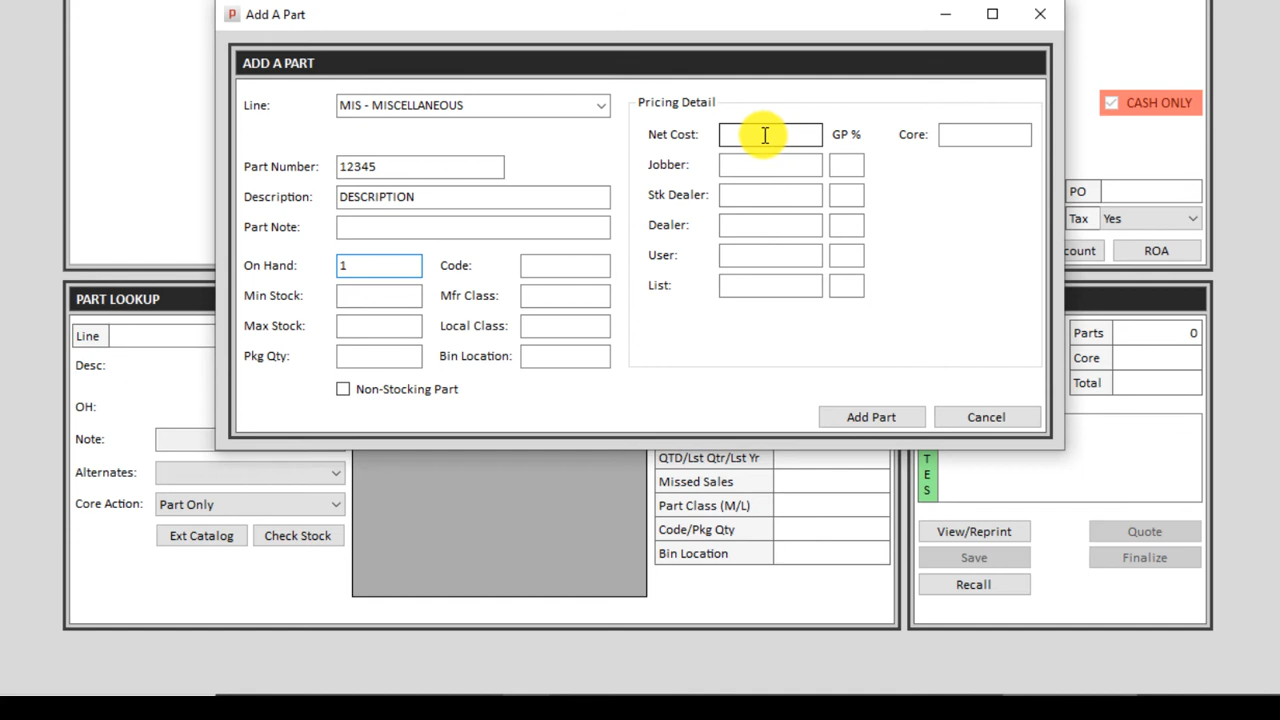 Add A Part
ADD A PART
Line:
MIS - MISCELLANEOUS
Part Number:
12345
Description:
DESCRIPTION
Part Note:
On Hand:
1
Code:
Min Stock:
Mfr Class:
Max Stock:
Local Class:
Pkg Qty:
Bin Location:
Non-Stocking Part
Pricing Detail
Net Cost:
GP %
Core:
Jobber:
Stk Dealer:
Dealer:
User:
List:
Add Part
Cancel
CASH ONLY
PO
Tax
Yes
count
ROA
PART LOOKUP
Line
Desc:
OH:
Note:
Alternates:
Core Action:
Part Only
Ext Catalog
Check Stock
QTD/Lst Qtr/Lst Yr
Missed Sales
Part Class (M/L)
Code/Pkg Qty
Bin Location
Parts
0
Core
Total
T
E
S
View/Reprint
Quote
Save
Finalize
Recall